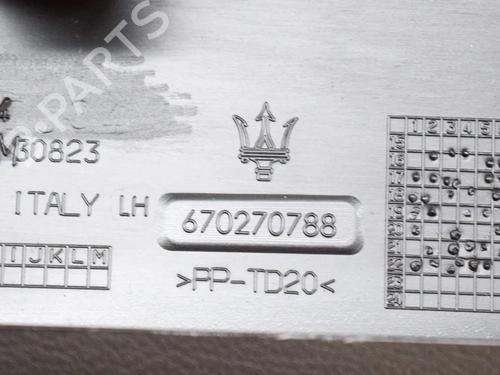 PARTS
M30823
ITALY LH
670270788
>PP-TD20<
I J K L M
1 2 3 4 5